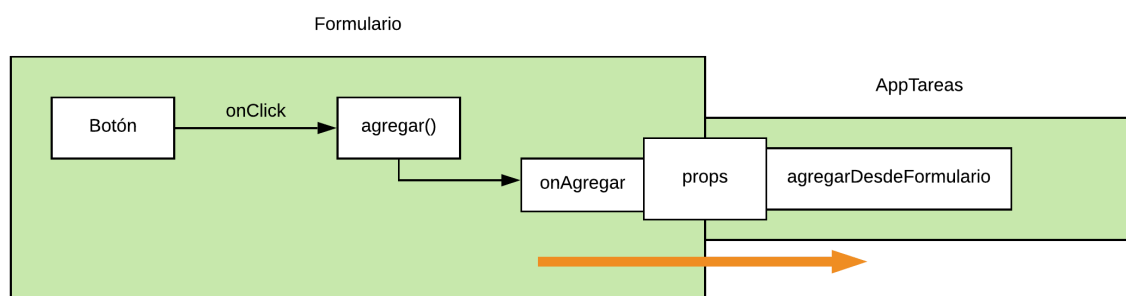 Formulario
AppTareas
Botón
onClick
agregar()
onAgregar
props
agregarDesdeFormulario